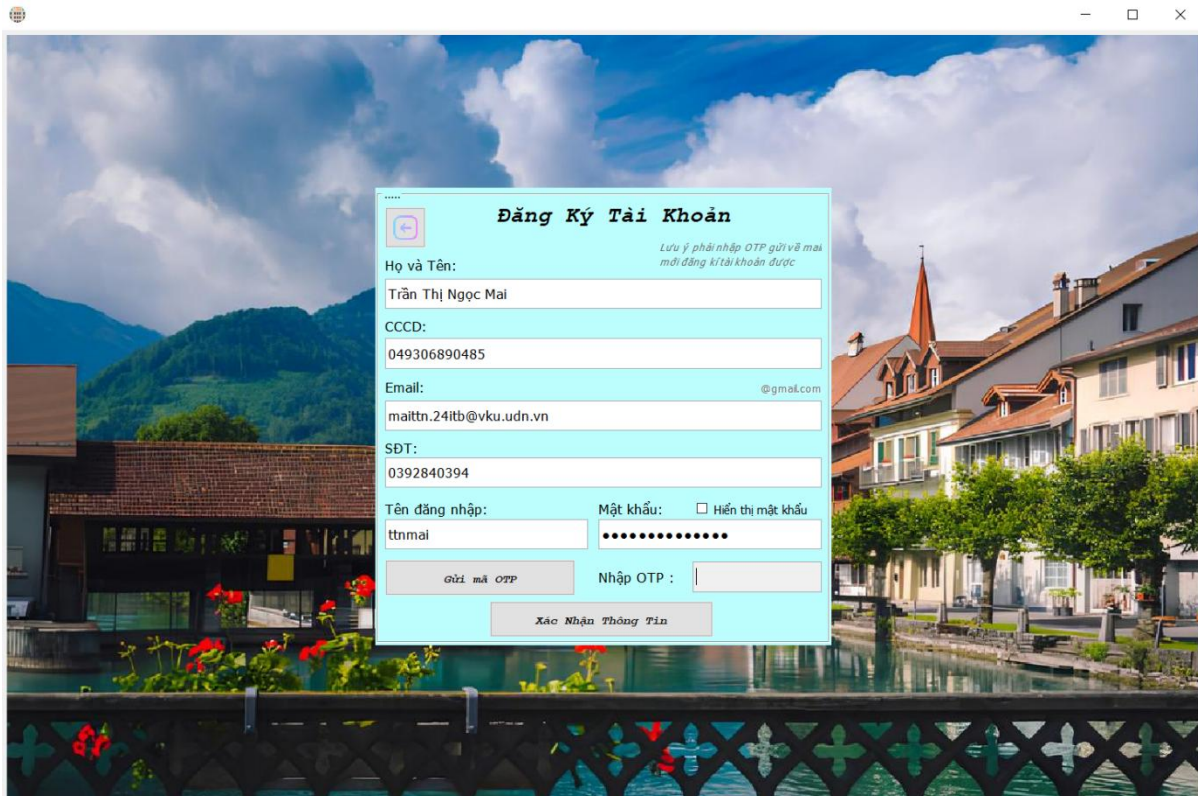 Đăng Ký Tài Khoản
Lưu ý phải nhập OTP gửi về mail
mới đăng kí tài khoản được
Họ và Tên:
Trần Thị Ngọc Mai
CCCD:
049306890485
Email:
@gmail.com
maittn.24itb@vku.udn.vn
SĐT:
0392840394
Tên đăng nhập:
Mật khẩu:
Hiển thị mật khẩu
ttnmai
••••••••••••••
Gửi mã OTP
Nhập OTP :
Xác Nhận Thông Tin